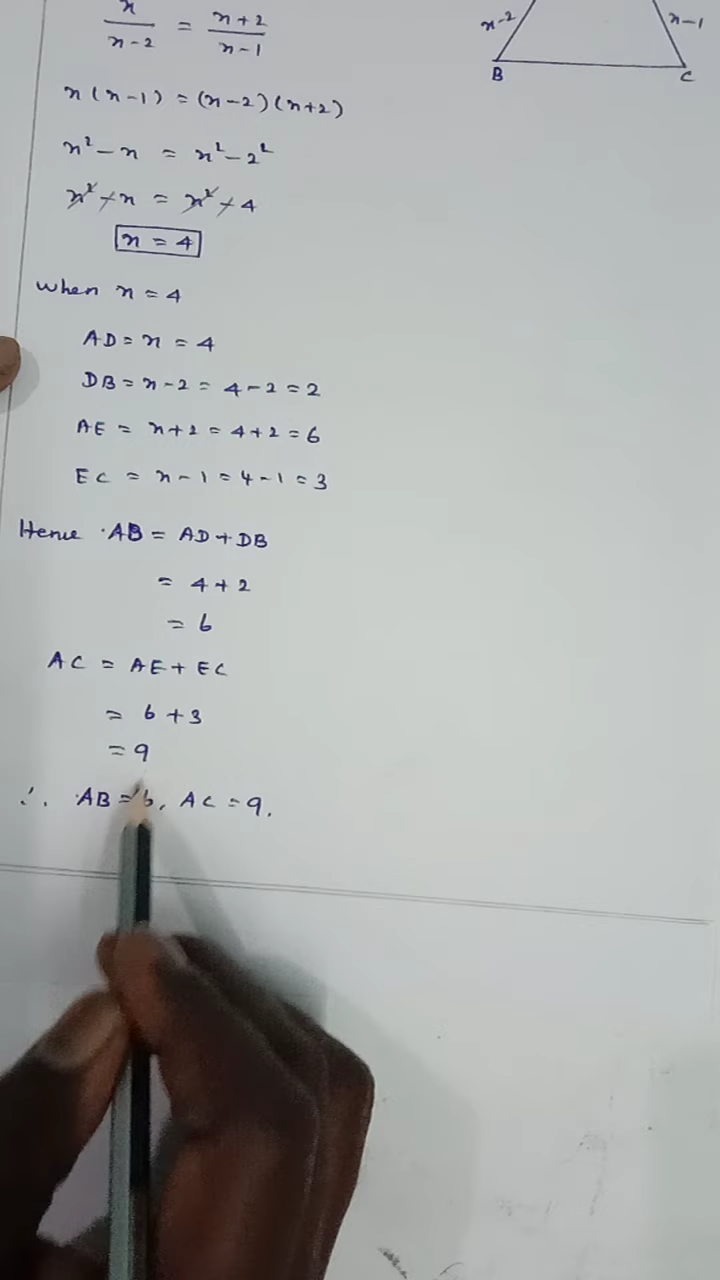 x/(x-2) = (x+2)/(x-1)
x-2
x-1
B
C
x(x-1) = (x-2)(x+2)
x² - x = x² - 2²
x² + x = x² + 4
x = 4
When x = 4
AD = x = 4
DB = x-2 = 4-2 = 2
AE = x+2 = 4+2 = 6
EC = x-1 = 4-1 = 3
Hence AB = AD + DB
= 4+2
= 6
AC = AE + EC
= 6+3
= 9
∴ AB = 6, AC = 9.